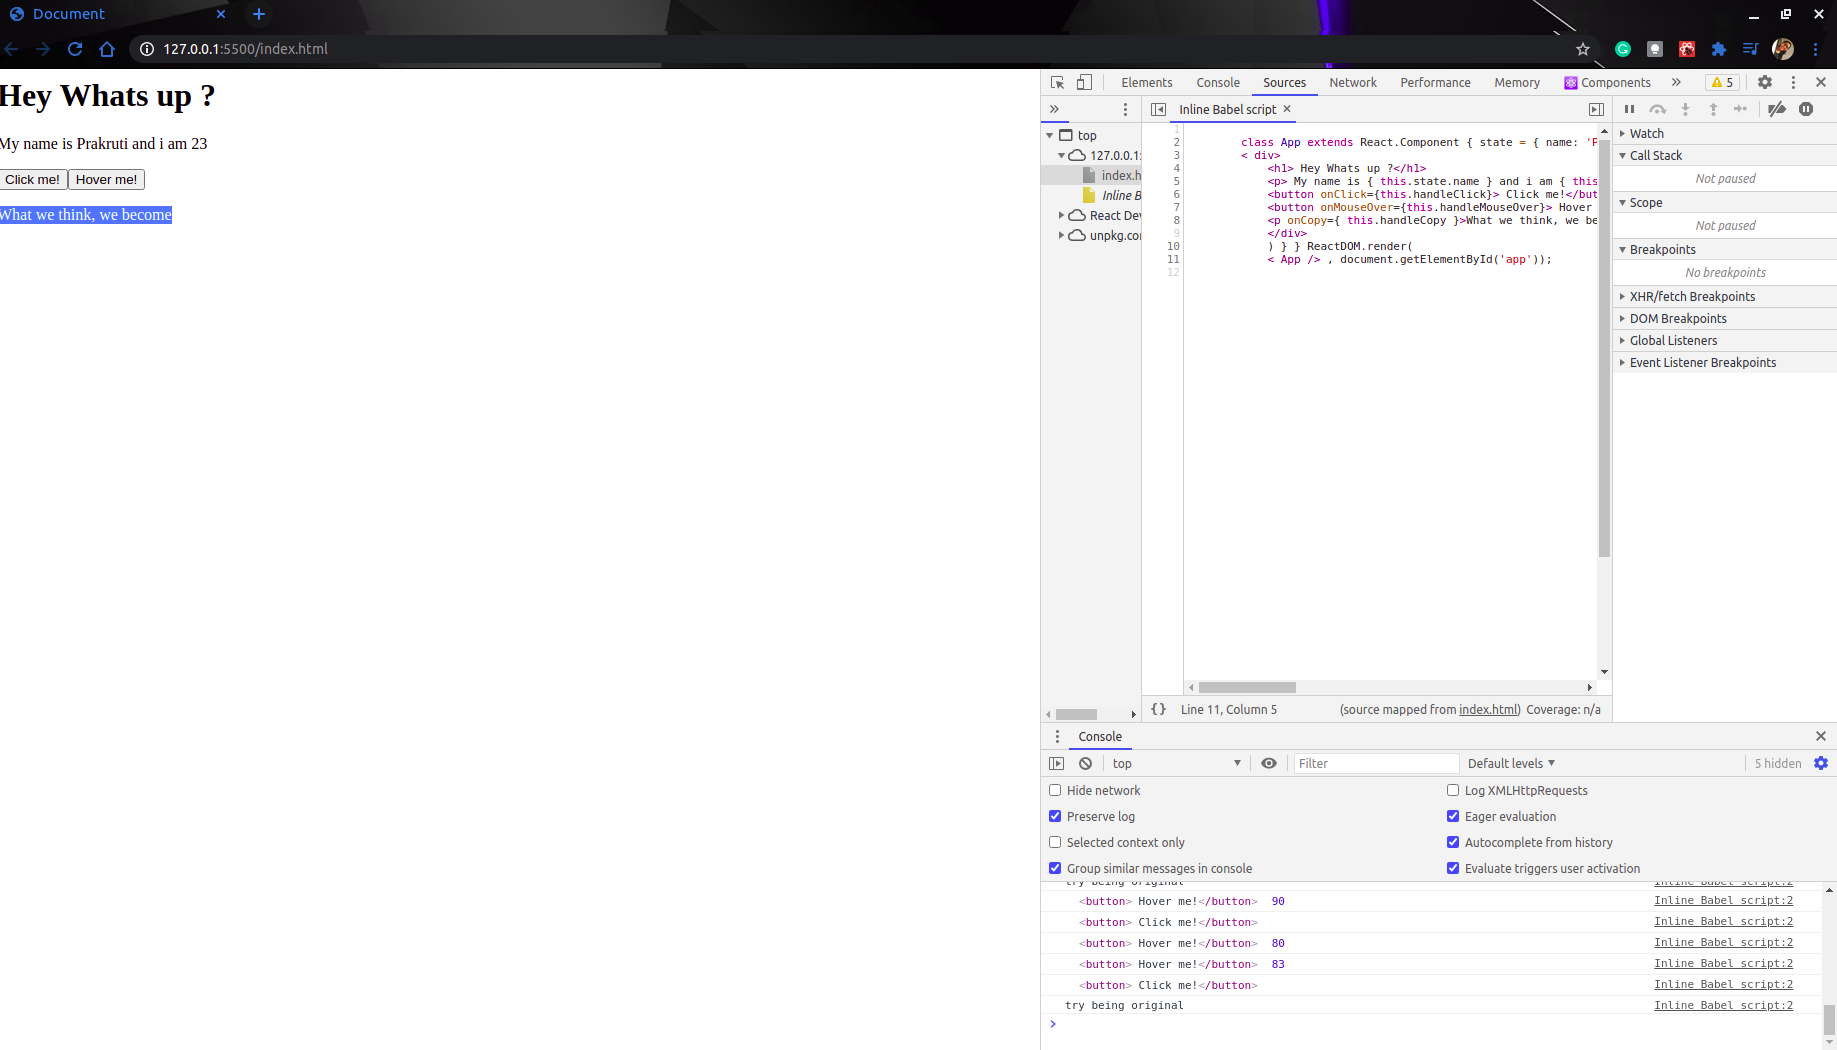 Document
127.0.0.1:5500/index.html
Hey Whats up ?
My name is Prakruti and i am 23
Click me! Hover me!
What we think, we become
Elements Console Sources Network Performance Memory Components 5
Inline Babel script
top
127.0.0.1:
index.h
Inline B
React Dev
unpkg.co
1
2 class App extends React.Component { state = { name: 'P
3 < div>
4 <h1> Hey Whats up ?</h1>
5 <p> My name is { this.state.name } and i am { this
6 <button onClick={this.handleClick}> Click me!</but
7 <button onMouseOver={this.handleMouseOver}> Hover
8 <p onCopy={ this.handleCopy }>What we think, we be
9 </div>
10 ) } } ReactDOM.render(
11 < App /> , document.getElementById('app'));
12
{} Line 11, Column 5 (source mapped from index.html) Coverage: n/a
Watch
Call Stack
Not paused
Scope
Not paused
Breakpoints
No breakpoints
XHR/fetch Breakpoints
DOM Breakpoints
Global Listeners
Event Listener Breakpoints
Console
top Filter Default levels 5 hidden
Hide network Log XMLHttpRequests
Preserve log Eager evaluation
Selected context only Autocomplete from history
Group similar messages in console Evaluate triggers user activation
try being original Inline Babel script:2
<button> Hover me!</button> 90 Inline Babel script:2
<button> Click me!</button> Inline Babel script:2
<button> Hover me!</button> 80 Inline Babel script:2
<button> Hover me!</button> 83 Inline Babel script:2
<button> Click me!</button> Inline Babel script:2
try being original Inline Babel script:2